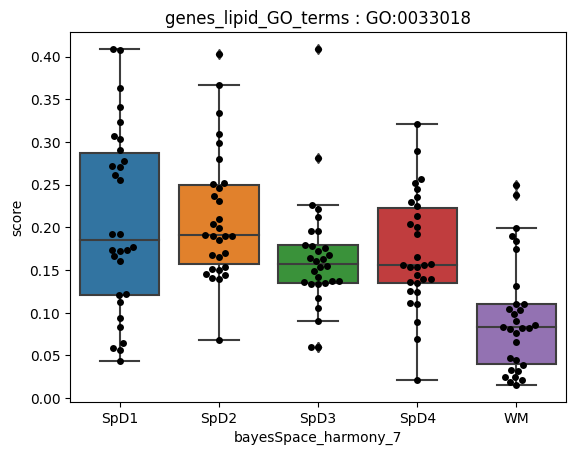 genes_lipid_GO_terms : GO:0033018
0.40
0.35
0.30
0.25
0.20
0.15
0.10
0.05
0.00
score
SpD1 SpD2 SpD3 SpD4 WM
bayesSpace_harmony_7